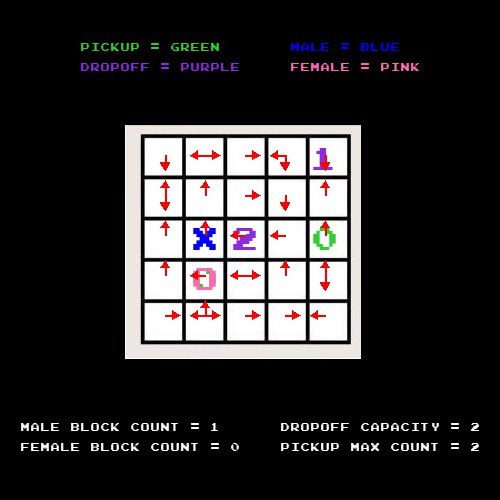 PICKUP = GREEN MALE = BLUE
DROPOFF = PURPLE FEMALE = PINK
1
X 2 0
0
MALE BLOCK COUNT = 1 DROPOFF CAPACITY = 2
FEMALE BLOCK COUNT = 0 PICKUP MAX COUNT = 2